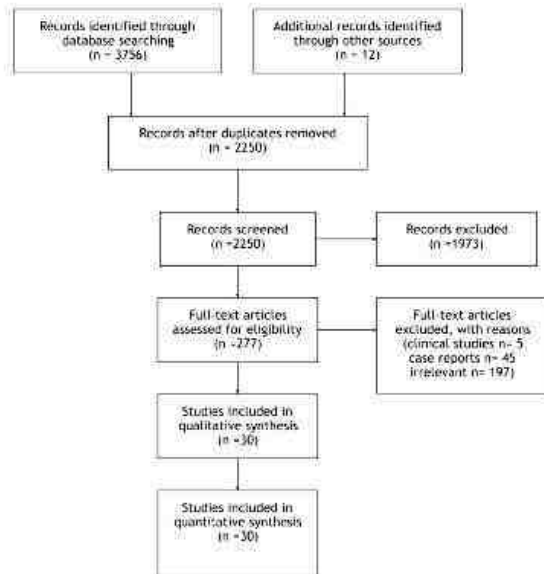 Records identified through
database searching
(n = 3756)
Additional records identified
through other sources
(n = 12)
Records after duplicates removed
(n = 2250)
Records screened
(n =2250)
Records excluded
(n =1973)
Full-text articles
assessed for eligibility
(n =277)
Full-text articles
excluded, with reasons
(clinical studies n= 5
case reports n= 45
irrelevant n= 197)
Studies included in
qualitative synthesis
(n =30)
Studies included in
quantitative synthesis
(n =30)